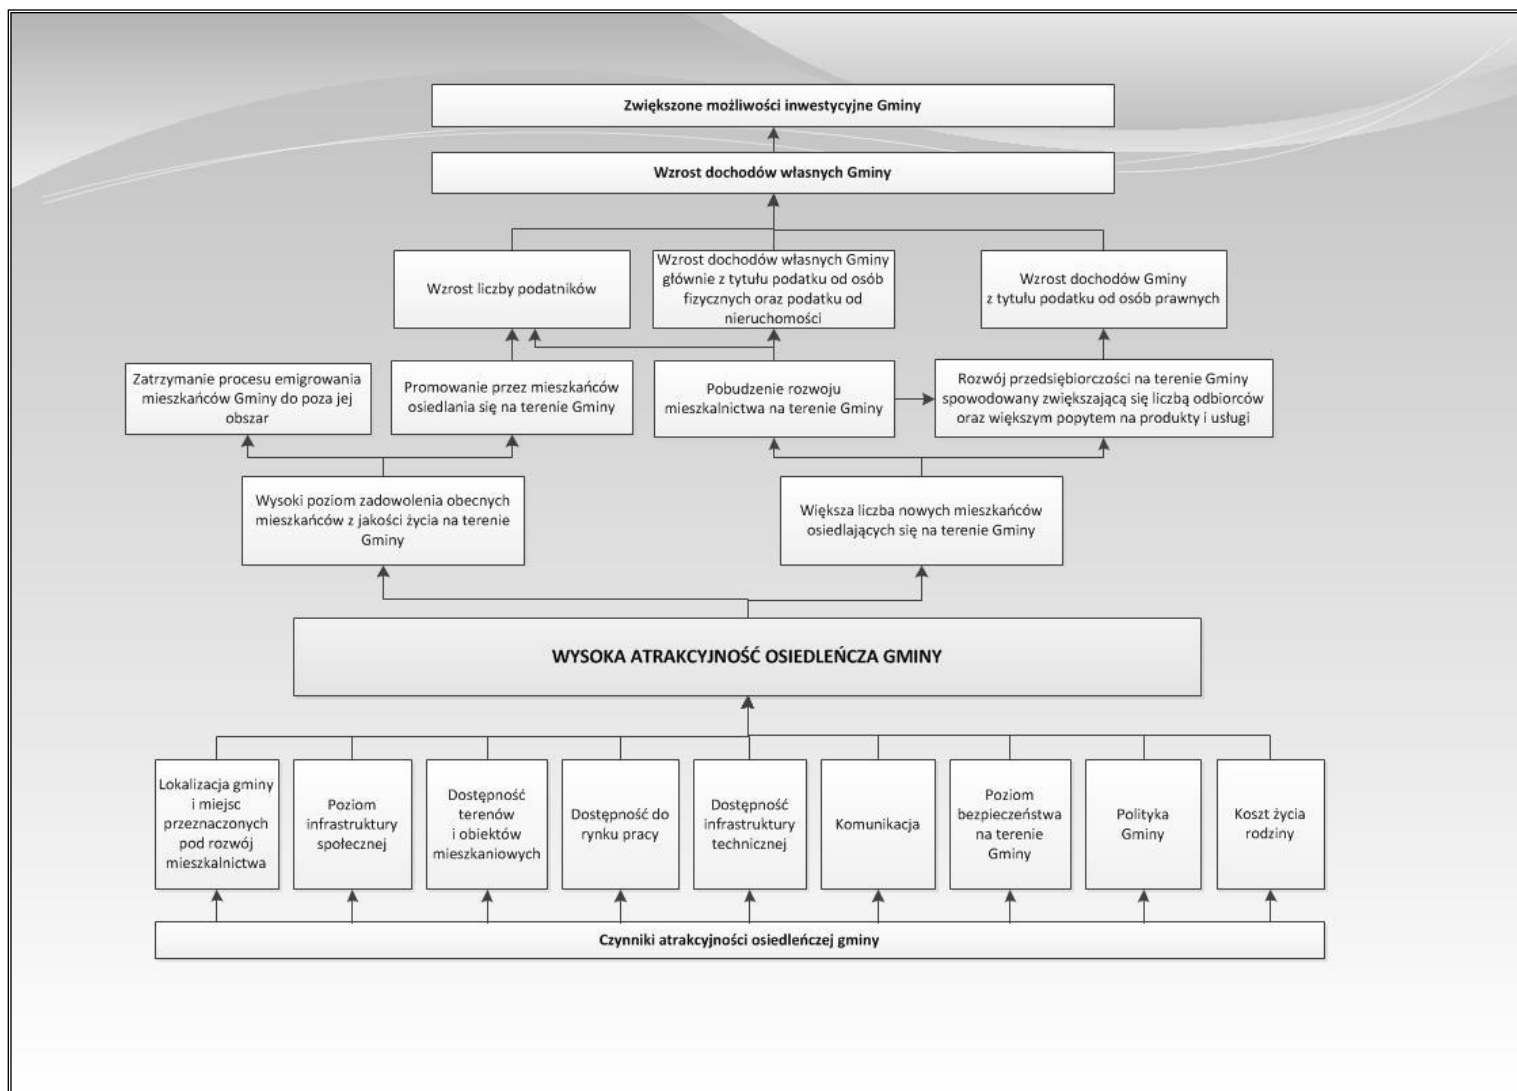 Zwiększone możliwości inwestycyjne Gminy
Wzrost dochodów własnych Gminy
Wzrost liczby podatników
Wzrost dochodów własnych Gminy
głównie z tytułu podatku od osób
fizycznych oraz podatku od
nieruchomości
Wzrost dochodów Gminy
z tytułu podatku od osób prawnych
Zatrzymanie procesu emigrowania
mieszkańców Gminy do poza jej
obszar
Promowanie przez mieszkańców
osiedlania się na terenie Gminy
Pobudzenie rozwoju
mieszkalnictwa na terenie Gminy
Rozwój przedsiębiorczości na terenie Gminy
spowodowany zwiększającą się liczbą odbiorców
oraz większym popytem na produkty i usługi
Wysoki poziom zadowolenia obecnych
mieszkańców z jakości życia na terenie
Gminy
Większa liczba nowych mieszkańców
osiedlających się na terenie Gminy
WYSOKA ATRAKCYJNOŚĆ OSIEDLEŃCZA GMINY
Lokalizacja gminy
i miejsc
przeznaczonych
pod rozwój
mieszkalnictwa
Poziom
infrastruktury
społecznej
Dostępność
terenów
i obiektów
mieszkaniowych
Dostępność do
rynku pracy
Dostępność
infrastruktury
technicznej
Komunikacja
Poziom
bezpieczeństwa
na terenie
Gminy
Polityka
Gminy
Koszt życia
rodziny
Czynniki atrakcyjności osiedleńczej gminy